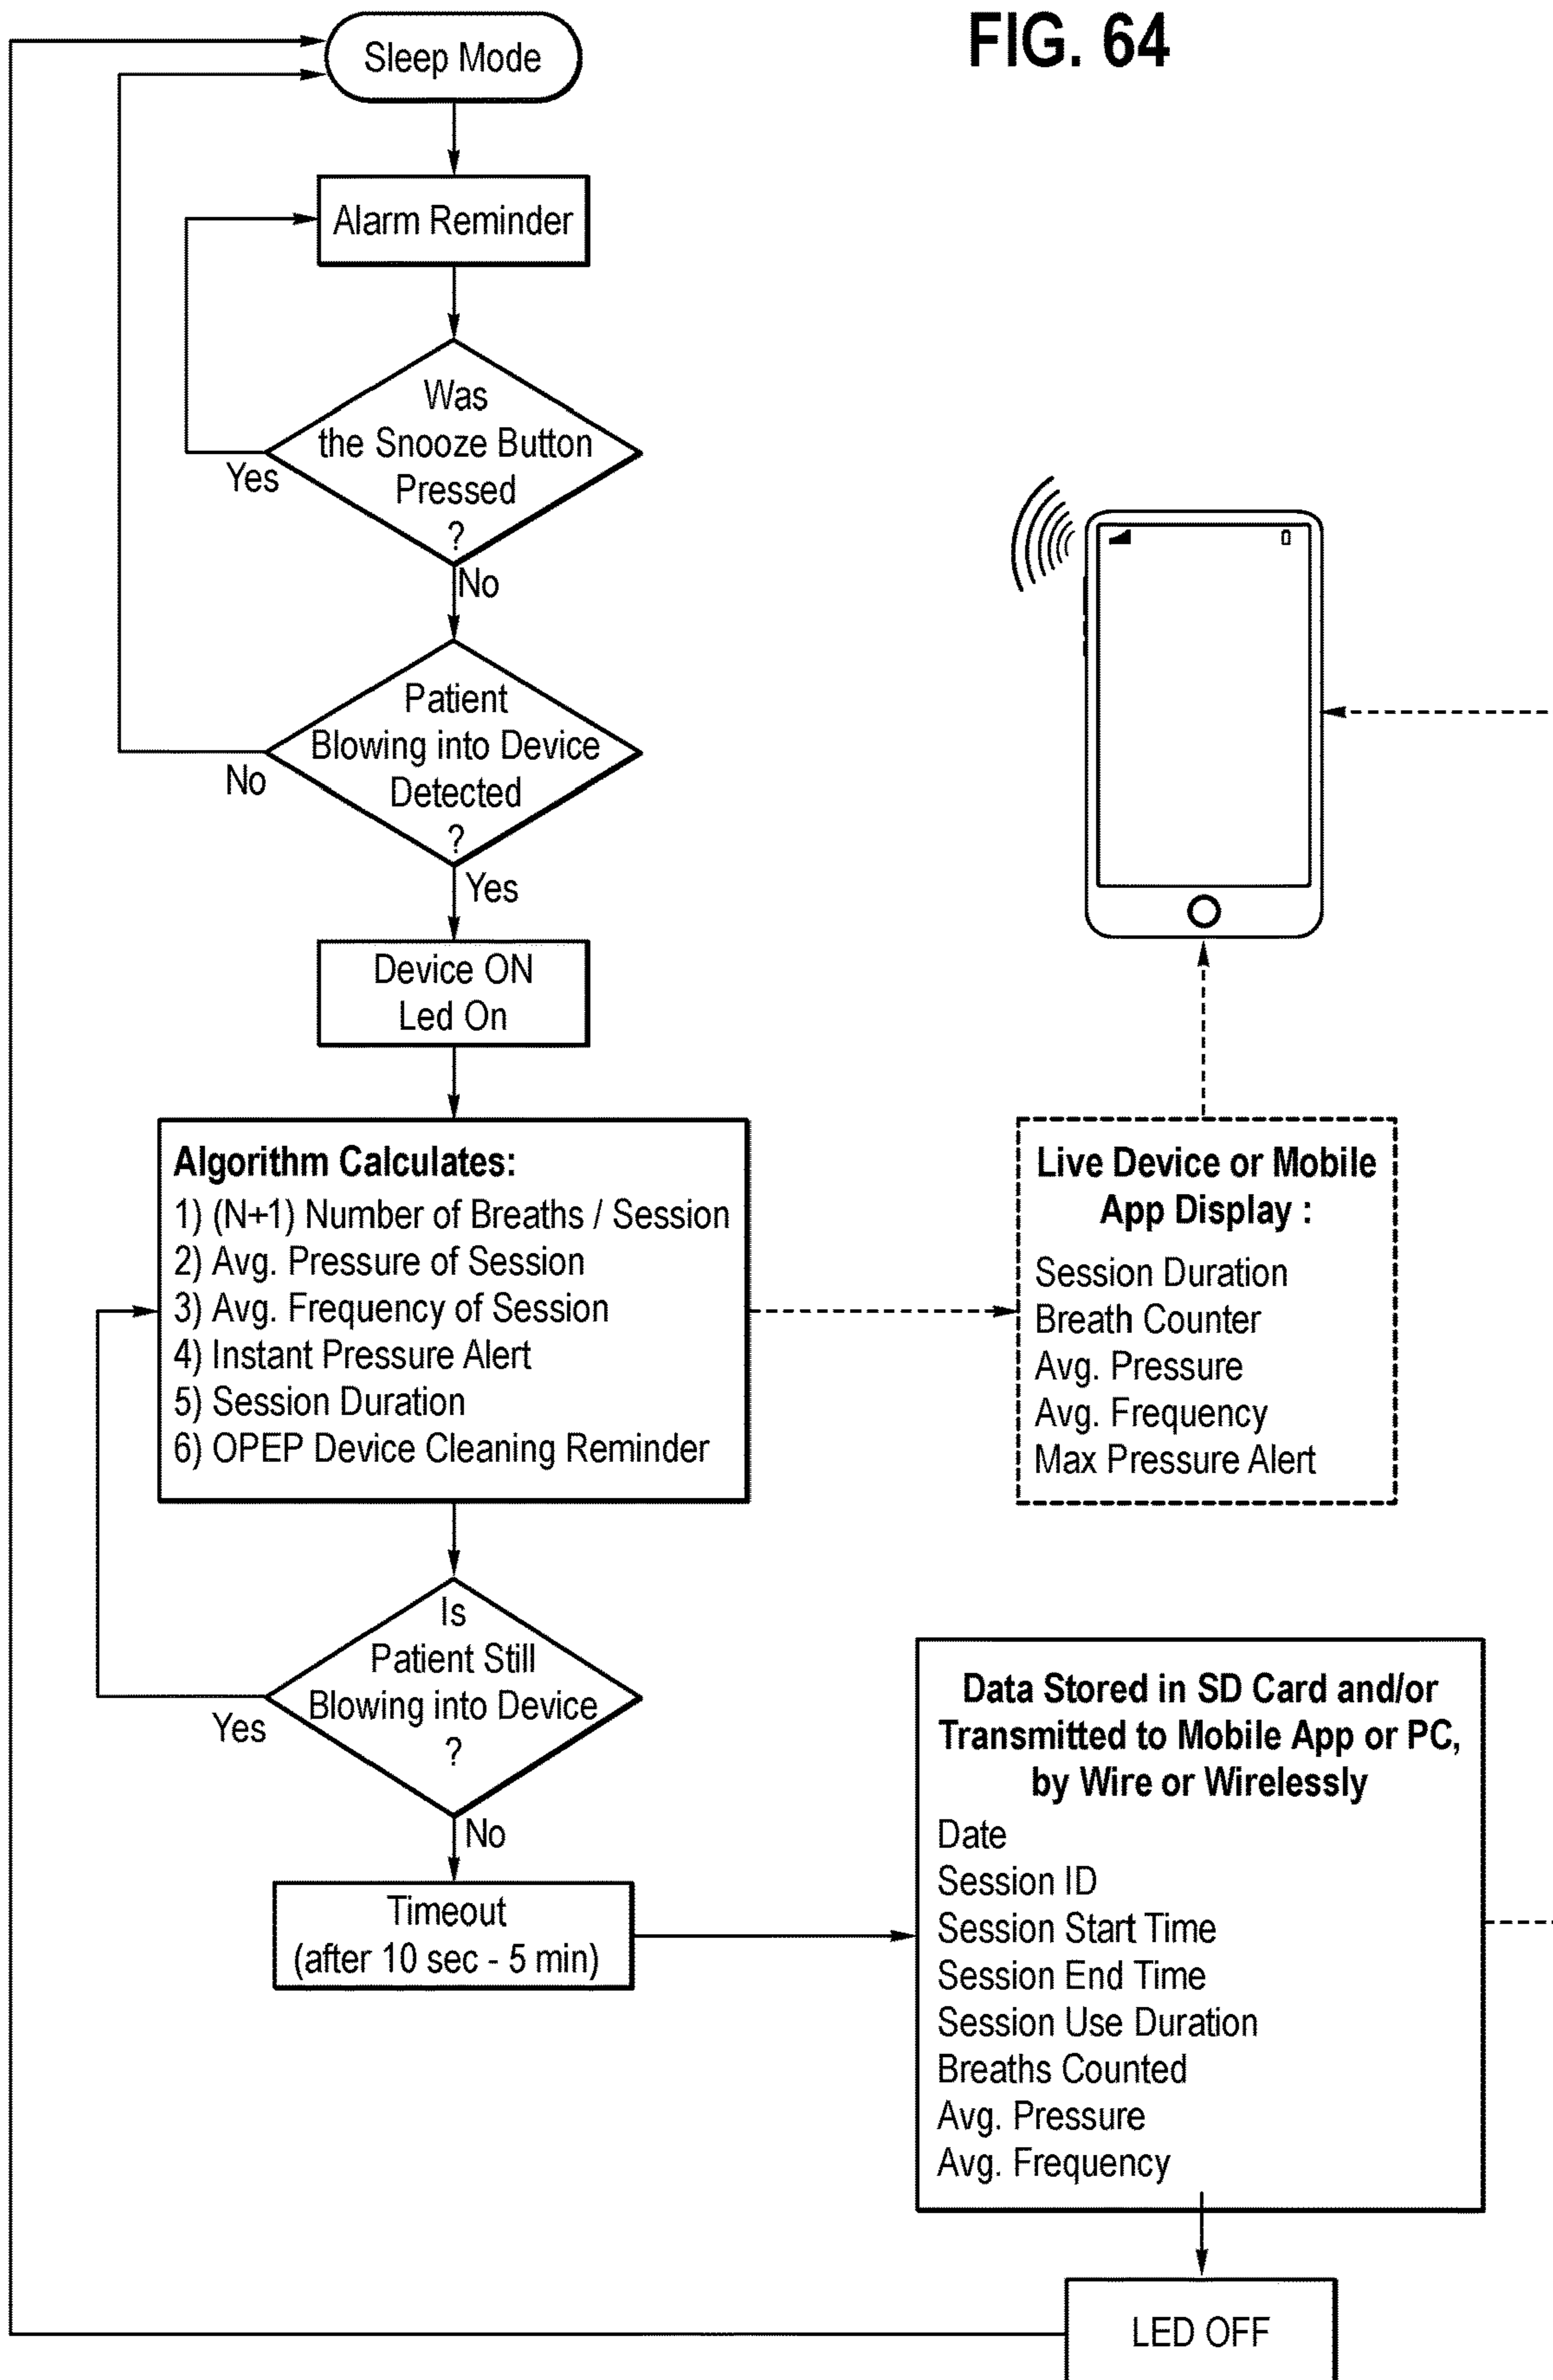 FIG. 64
Sleep Mode
Alarm Reminder
Was
the Snooze Button
Pressed
?
Yes
No
Patient
Blowing into Device
Detected
?
No
Yes
Device ON
Led On
Algorithm Calculates:
1) (N+1) Number of Breaths / Session
2) Avg. Pressure of Session
3) Avg. Frequency of Session
4) Instant Pressure Alert
5) Session Duration
6) OPEP Device Cleaning Reminder
Live Device or Mobile
App Display :
Session Duration
Breath Counter
Avg. Pressure
Avg. Frequency
Max Pressure Alert
Is
Patient Still
Blowing into Device
?
Yes
No
Timeout
(after 10 sec - 5 min)
Data Stored in SD Card and/or
Transmitted to Mobile App or PC,
by Wire or Wirelessly
Date
Session ID
Session Start Time
Session End Time
Session Use Duration
Breaths Counted
Avg. Pressure
Avg. Frequency
LED OFF